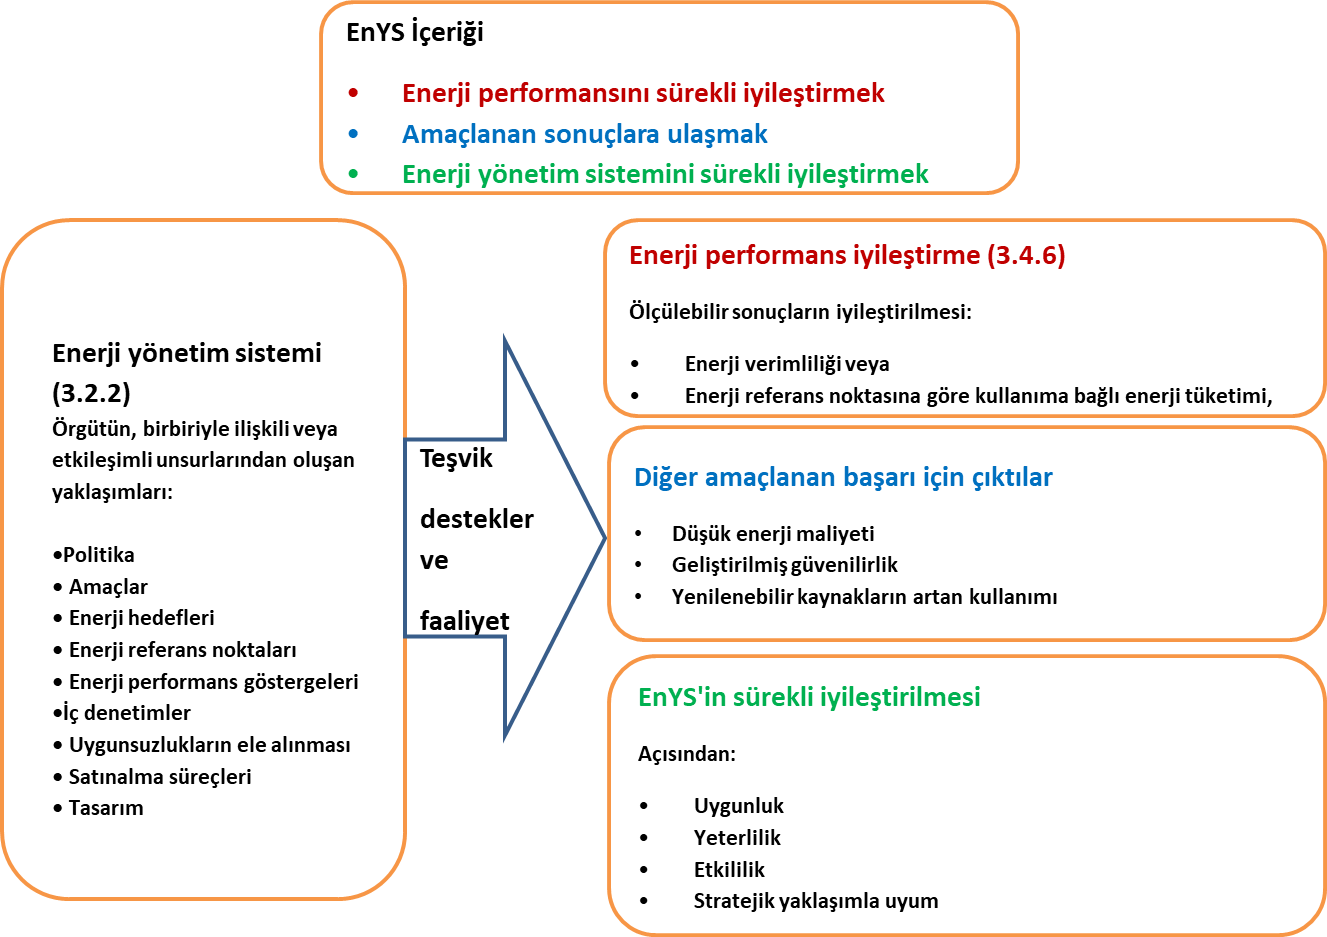 EnYS İçeriği
• Enerji performansını sürekli iyileştirmek
• Amaçlanan sonuçlara ulaşmak
• Enerji yönetim sistemini sürekli iyileştirmek
Enerji yönetim sistemi
(3.2.2)
Örgütün, birbiriyle ilişkili veya
etkileşimli unsurlarından oluşan
yaklaşımları:
•Politika
• Amaçlar
• Enerji hedefleri
• Enerji referans noktaları
• Enerji performans göstergeleri
•İç denetimler
• Uygunsuzlukların ele alınması
• Satınalma süreçleri
• Tasarım
Teşvik
destekler
ve
faaliyet
Enerji performans iyileştirme (3.4.6)
Ölçülebilir sonuçların iyileştirilmesi:
• Enerji verimliliği veya
• Enerji referans noktasına göre kullanıma bağlı enerji tüketimi,
Diğer amaçlanan başarı için çıktılar
• Düşük enerji maliyeti
• Geliştirilmiş güvenilirlik
• Yenilenebilir kaynakların artan kullanımı
EnYS'in sürekli iyileştirilmesi
Açısından:
• Uygunluk
• Yeterlilik
• Etkililik
• Stratejik yaklaşımla uyum